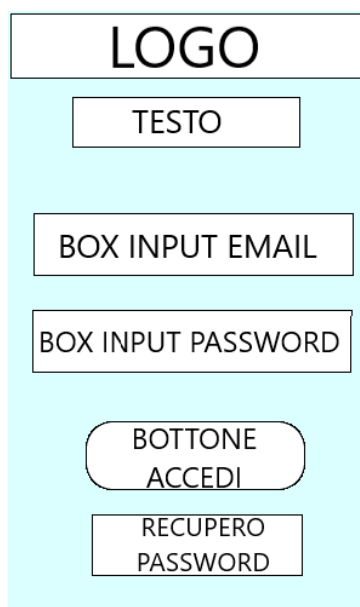 LOGO
TESTO
BOX INPUT EMAIL
BOX INPUT PASSWORD
BOTTONE
ACCEDI
RECUPERO
PASSWORD